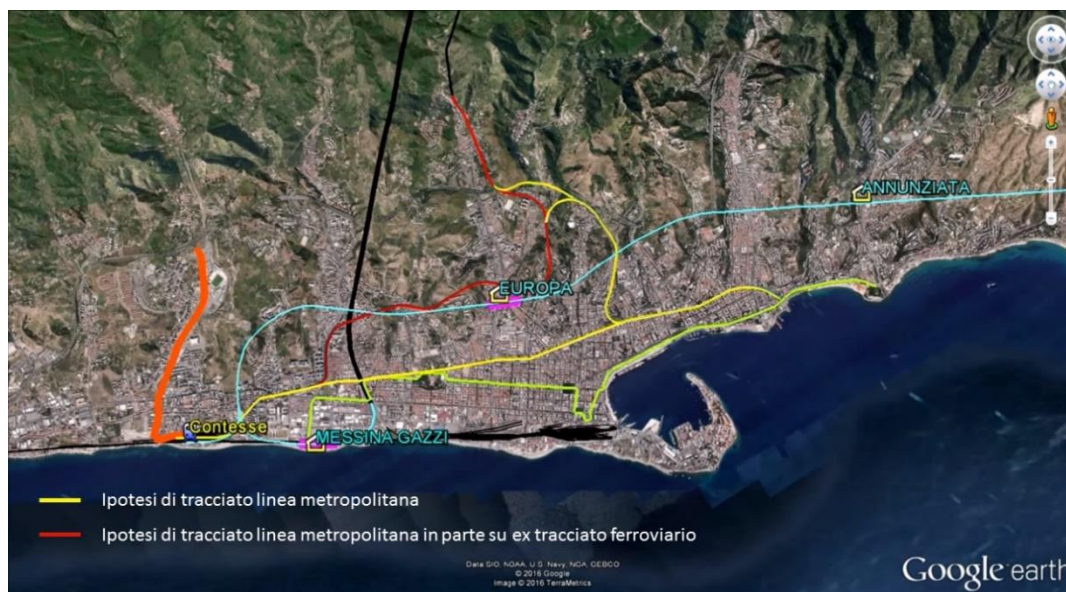 ANNUNZIATA
EUROPA
Contesse
MESSINA GAZZI
Ipotesi di tracciato linea metropolitana
Ipotesi di tracciato linea metropolitana in parte su ex tracciato ferroviario
Data SIO, NOAA, U.S. Navy, NGA, GEBCO
© 2016 Google
Image © 2016 TerraMetrics
Google earth